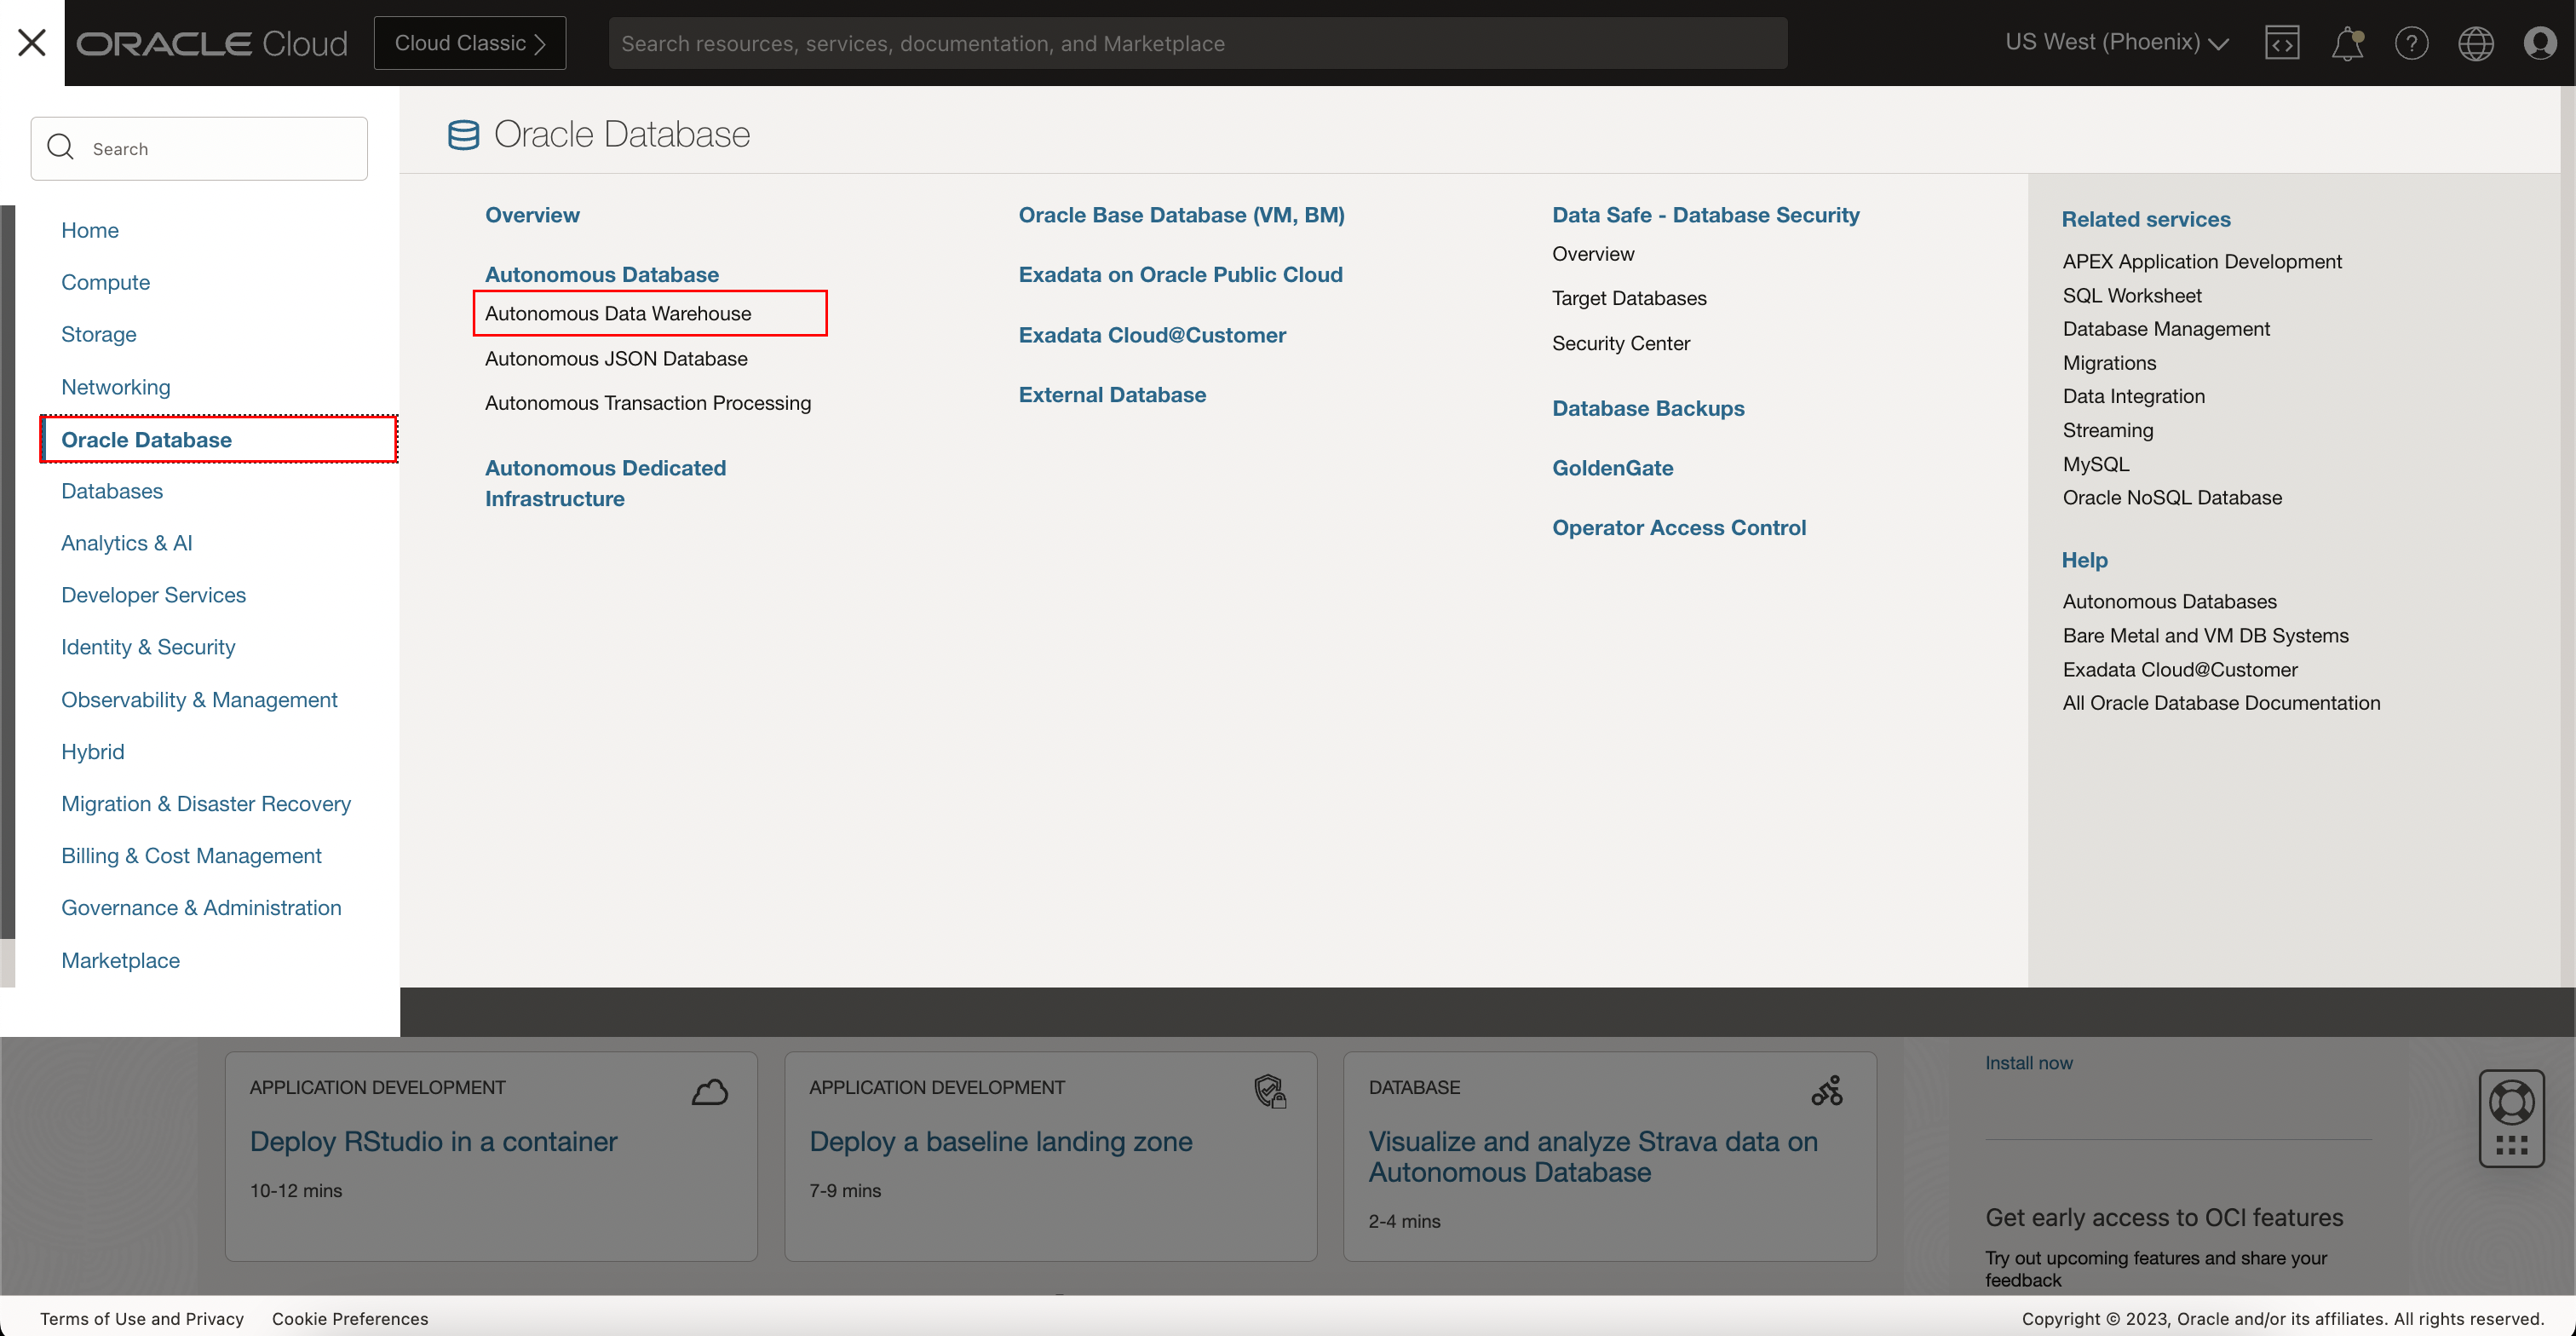 ORACLE Cloud
Cloud Classic
Search resources, services, documentation, and Marketplace
US West (Phoenix)
Search
Home
Compute
Storage
Networking
Oracle Database
Databases
Analytics & AI
Developer Services
Identity & Security
Observability & Management
Hybrid
Migration & Disaster Recovery
Billing & Cost Management
Governance & Administration
Marketplace
Oracle Database
Overview
Autonomous Database
Autonomous Data Warehouse
Autonomous JSON Database
Autonomous Transaction Processing
Autonomous Dedicated
Infrastructure
Oracle Base Database (VM, BM)
Exadata on Oracle Public Cloud
Exadata Cloud@Customer
External Database
Data Safe - Database Security
Overview
Target Databases
Security Center
Database Backups
GoldenGate
Operator Access Control
Related services
APEX Application Development
SQL Worksheet
Database Management
Migrations
Data Integration
Streaming
MySQL
Oracle NoSQL Database
Help
Autonomous Databases
Bare Metal and VM DB Systems
Exadata Cloud@Customer
All Oracle Database Documentation
APPLICATION DEVELOPMENT
Deploy RStudio in a container
10-12 mins
APPLICATION DEVELOPMENT
Deploy a baseline landing zone
7-9 mins
DATABASE
Visualize and analyze Strava data on
Autonomous Database
2-4 mins
Install now
Get early access to OCI features
Try out upcoming features and share your
feedback
Terms of Use and Privacy
Cookie Preferences
Copyright © 2023, Oracle and/or its affiliates. All rights reserved.